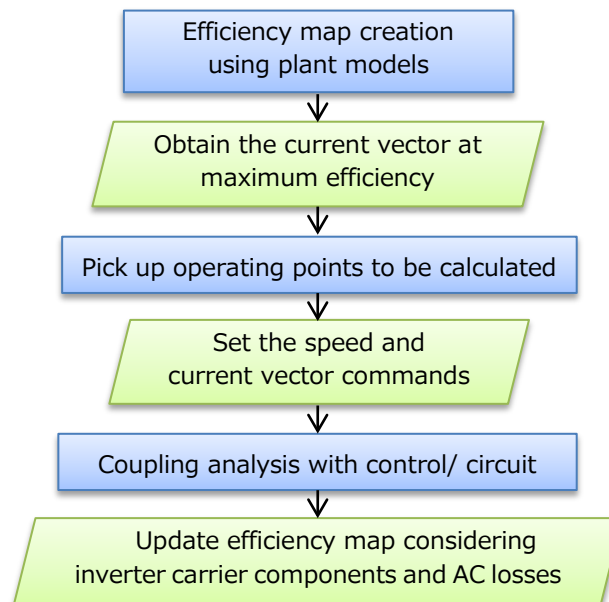 Efficiency map creation
using plant models
Obtain the current vector at
maximum efficiency
Pick up operating points to be calculated
Set the speed and
current vector commands
Coupling analysis with control/ circuit
Update efficiency map considering
inverter carrier components and AC losses